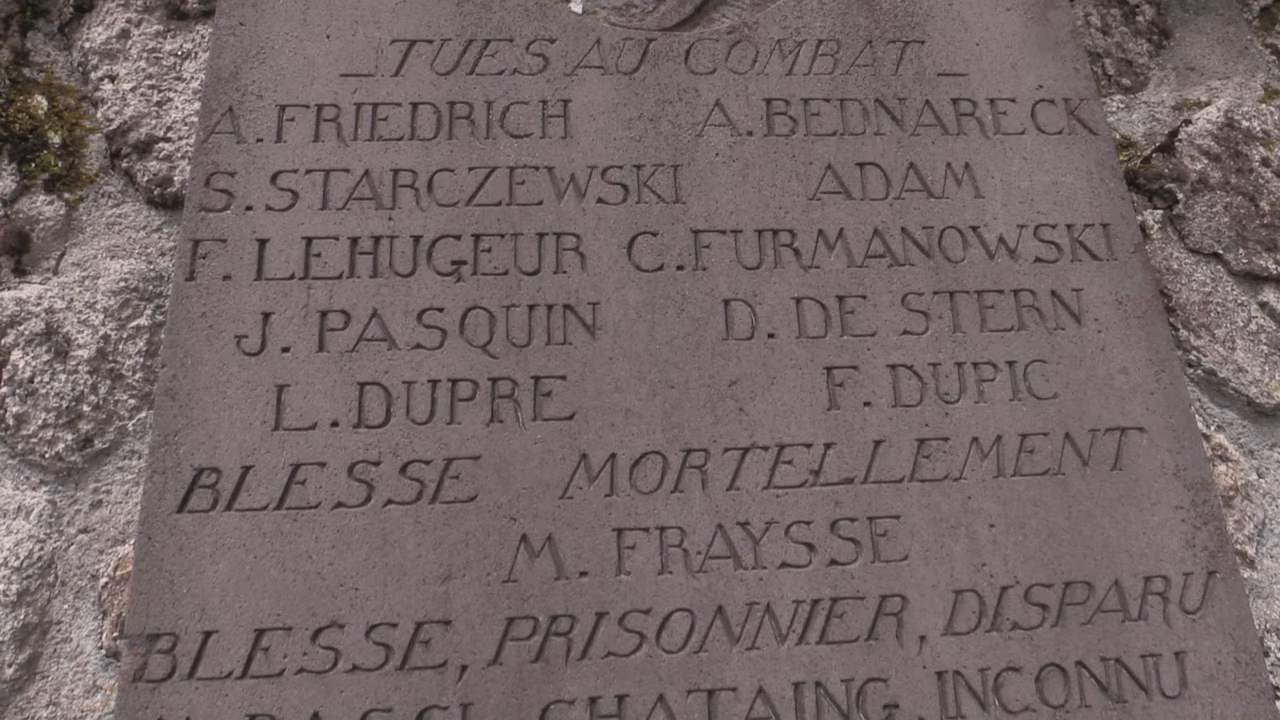 _TUES AU COMBAT_
A.FRIEDRICH A.BEDNARECK
S.STARCZEWSKI ADAM
F.LEHUGEUR C.FURMANOWSKI
J.PASQUIN D.DE STERN
L.DUPRE F.DUPIC
BLESSE MORTELLEMENT
M.FRAYSSE
BLESSE, PRISONNIER, DISPARU
CHATAING, INCONNU